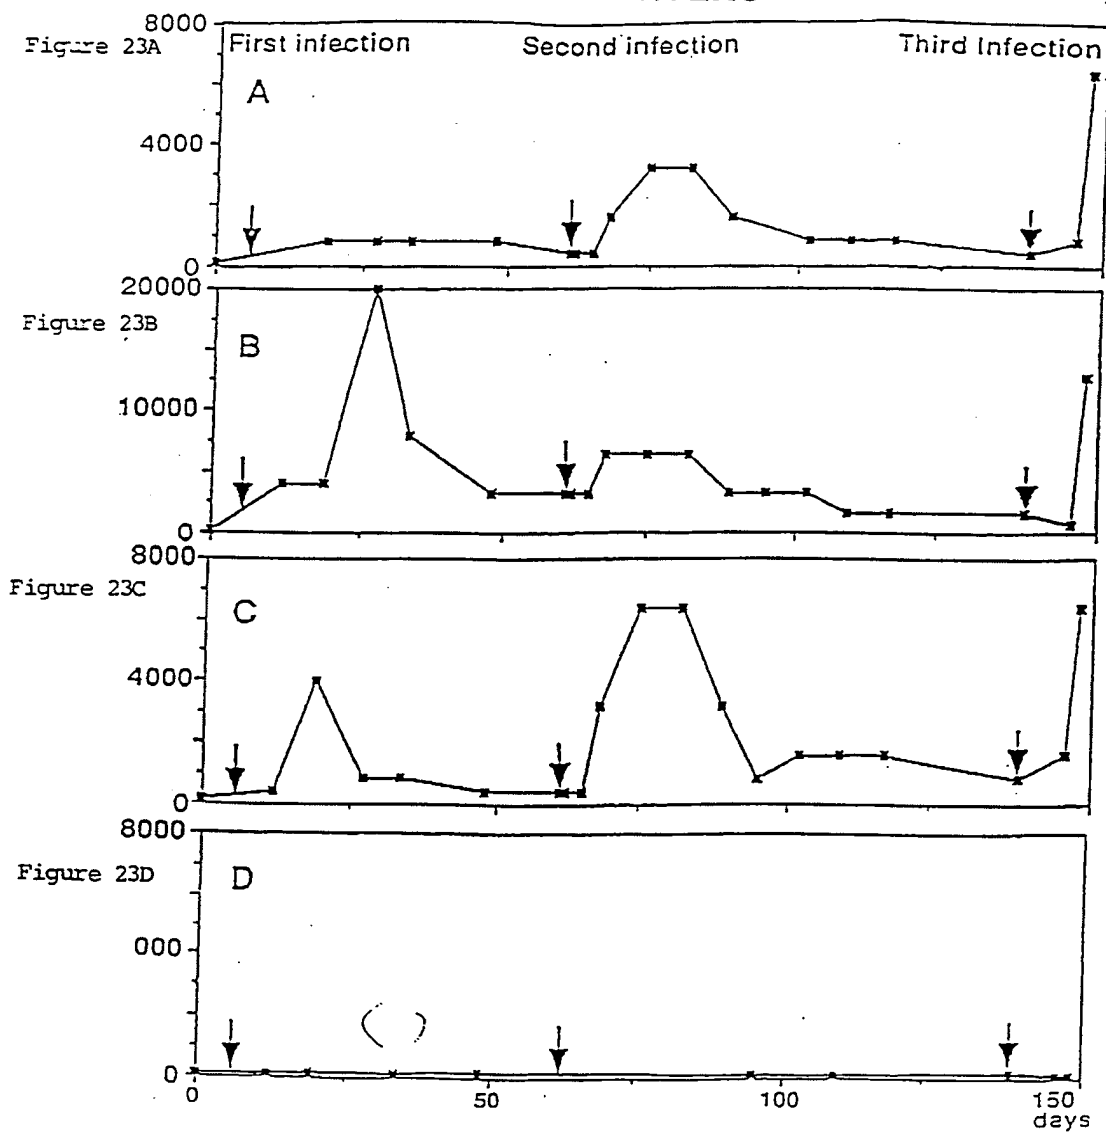 8000
Figure 23A
First infection
Second infection
Third Infection
A
4000
0
20000
Figure 23B
B
10000
0
8000
Figure 23C
C
4000
0
8000
Figure 23D
D
000
0
0
50
100
150
days